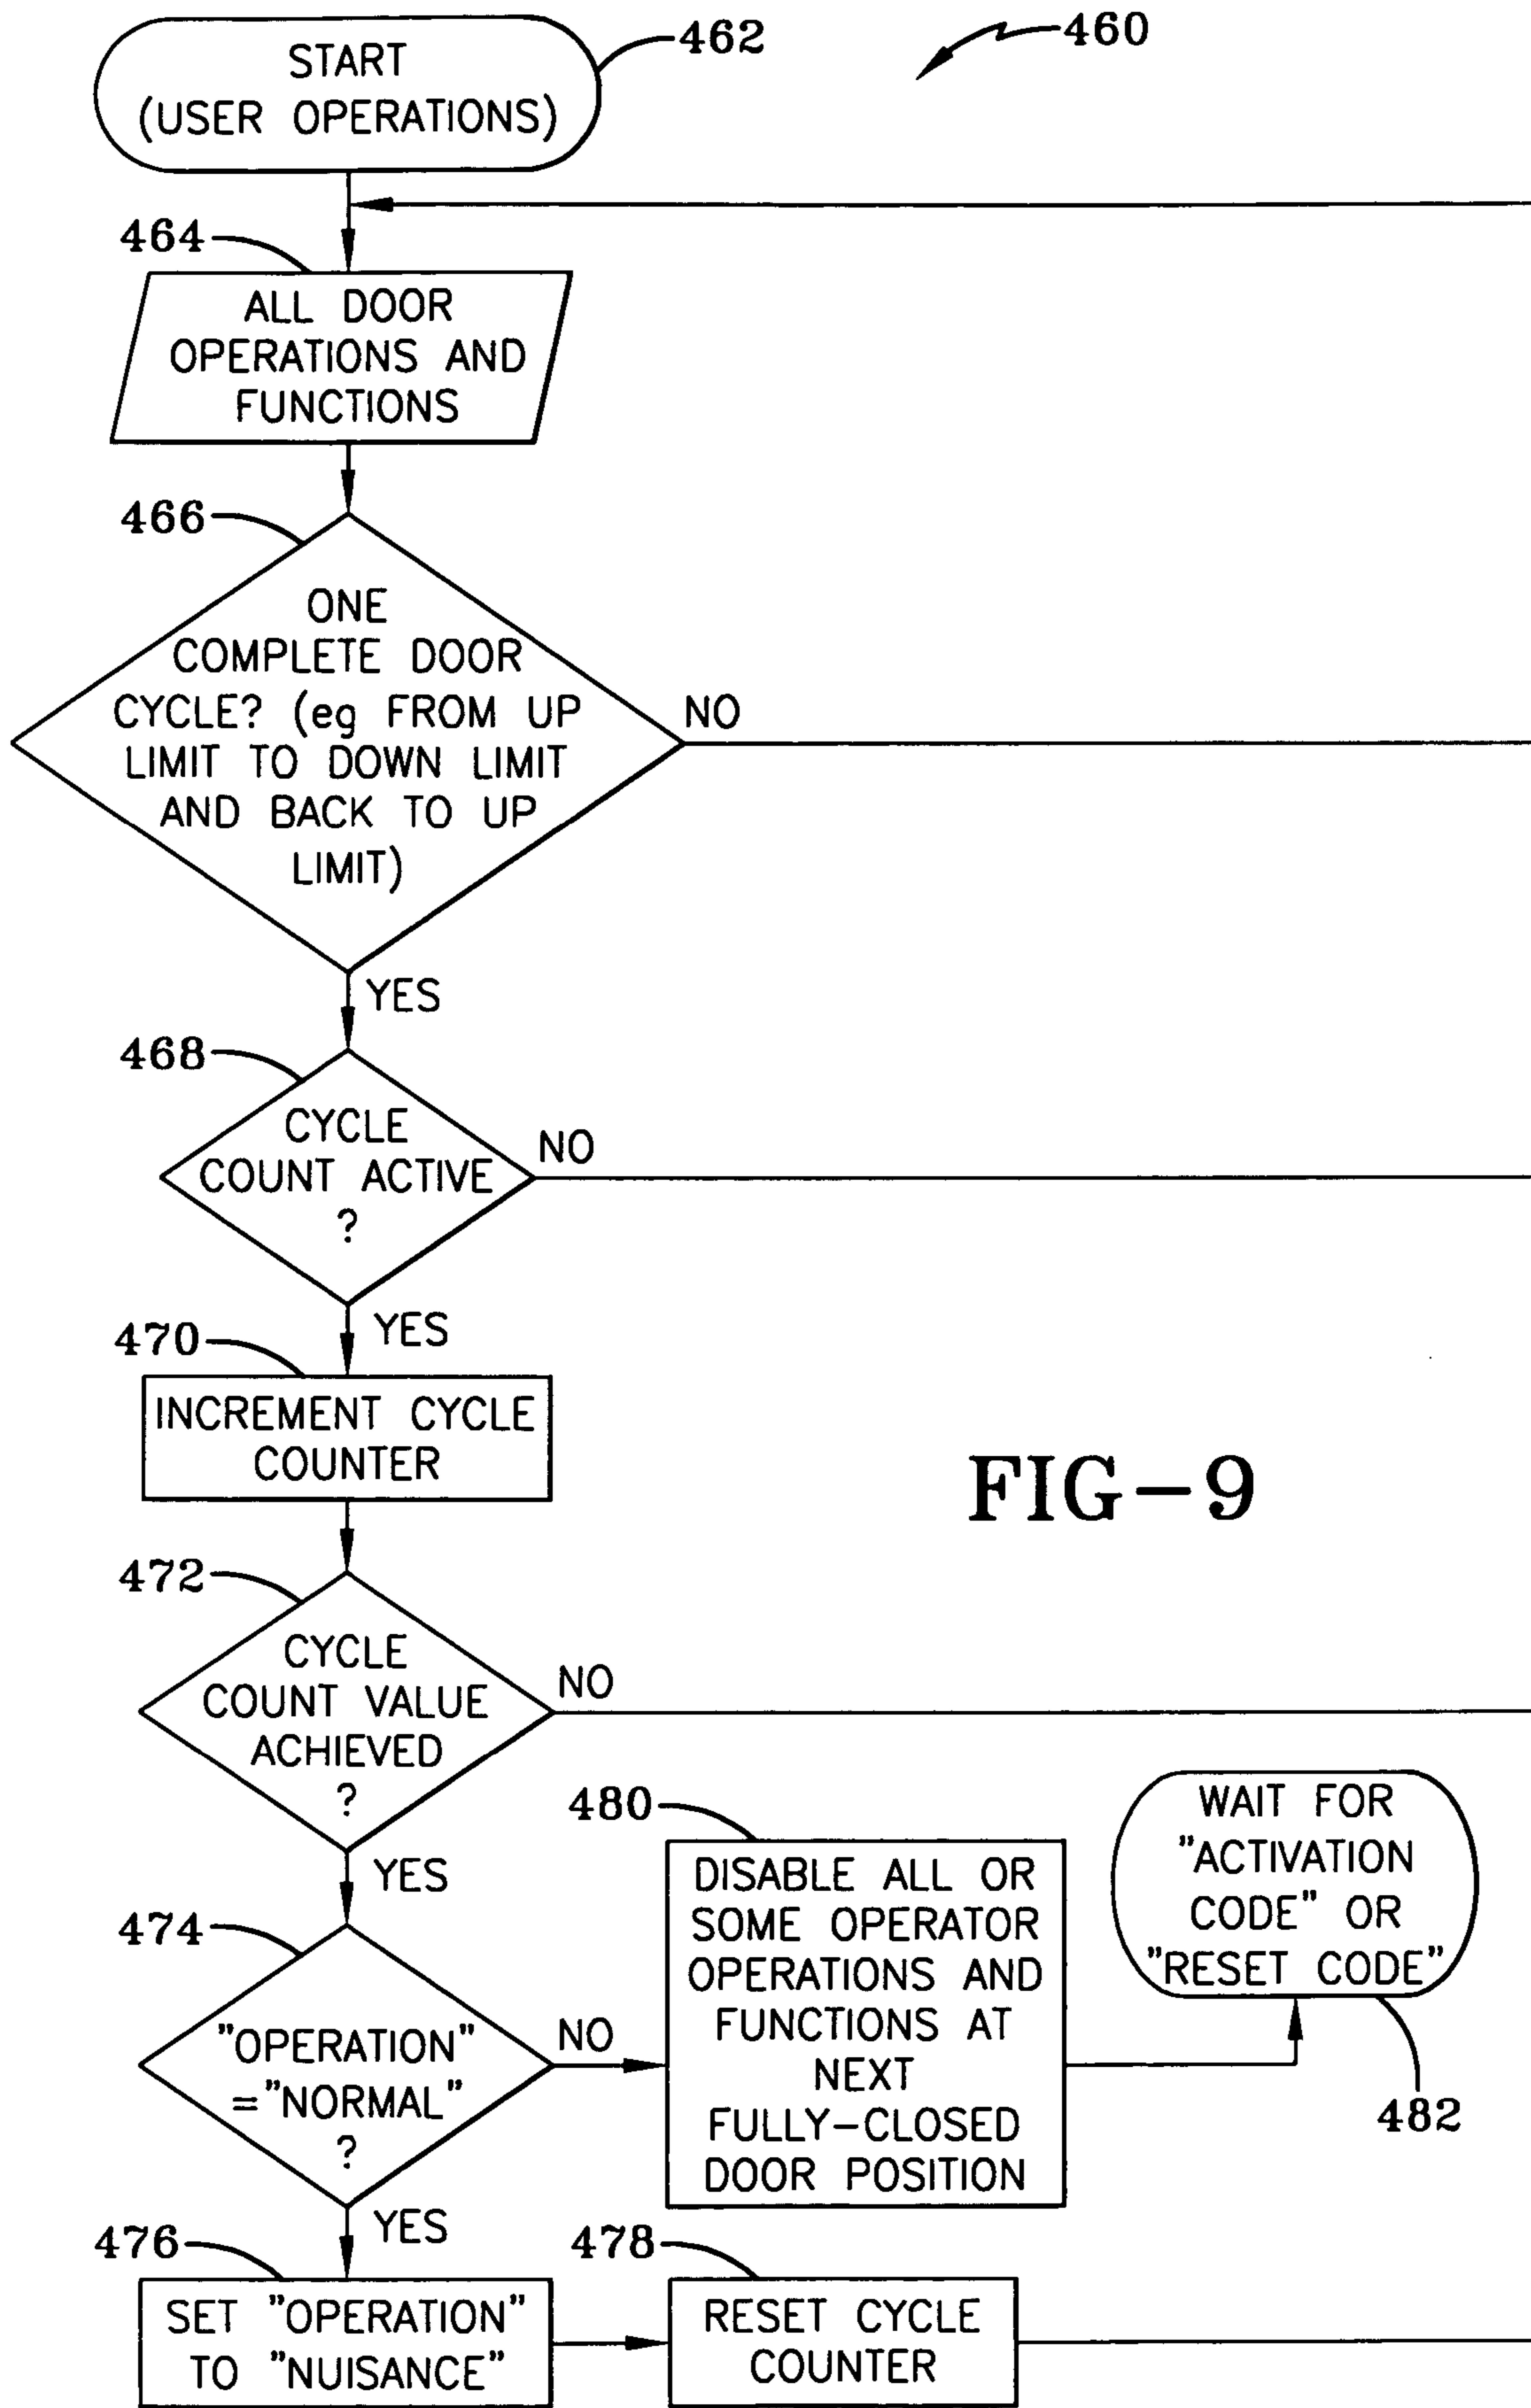 462
460
START
(USER OPERATIONS)
464
ALL DOOR
OPERATIONS AND
FUNCTIONS
466
ONE
COMPLETE DOOR
CYCLE? (eg FROM UP
LIMIT TO DOWN LIMIT
AND BACK TO UP
LIMIT)
NO
YES
468
CYCLE
COUNT ACTIVE
?
NO
YES
470
INCREMENT CYCLE
COUNTER
FIG-9
472
CYCLE
COUNT VALUE
ACHIEVED
?
NO
YES
474
"OPERATION"
="NORMAL"
?
NO
YES
480
DISABLE ALL OR
SOME OPERATOR
OPERATIONS AND
FUNCTIONS AT
NEXT
FULLY-CLOSED
DOOR POSITION
WAIT FOR
"ACTIVATION
CODE" OR
"RESET CODE"
482
476
SET "OPERATION"
TO "NUISANCE"
478
RESET CYCLE
COUNTER